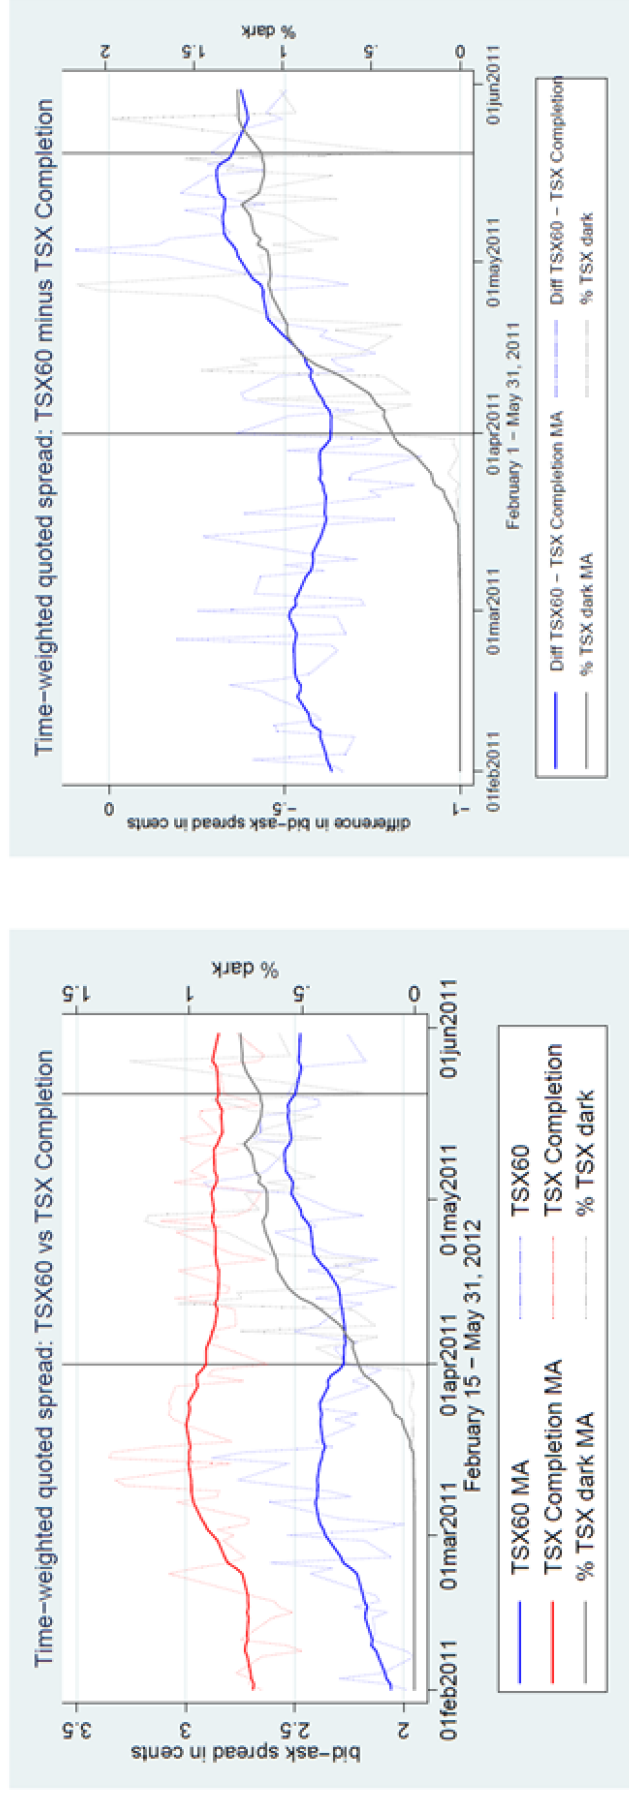 Time-weighted quoted spread: TSX60 vs TSX Completion
bid-ask spread in cents
3.5
3
2.5
2
% dark
1.5
1
.5
0
01feb2011 01mar2011 01apr2011 01may2011 01jun2011
February 15 - May 31, 2012
TSX60 MA TSX60
TSX Completion MA TSX Completion
% TSX dark MA % TSX dark
Time-weighted quoted spread: TSX60 minus TSX Completion
difference in bid-ask spread in cents
0
-.5
-1
% dark
2
1.5
1
.5
0
01feb2011 01mar2011 01apr2011 01may2011 01jun2011
February 1 - May 31, 2011
Diff TSX60 - TSX Completion MA Diff TSX60 - TSX Completion
% TSX dark MA % TSX dark